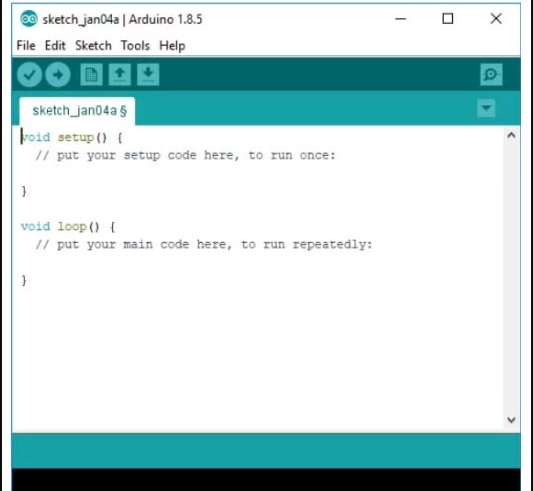 sketch_jan04a | Arduino 1.8.5
File Edit Sketch Tools Help
sketch_jan04a §
void setup() {
  // put your setup code here, to run once:
}
void loop() {
  // put your main code here, to run repeatedly:
}